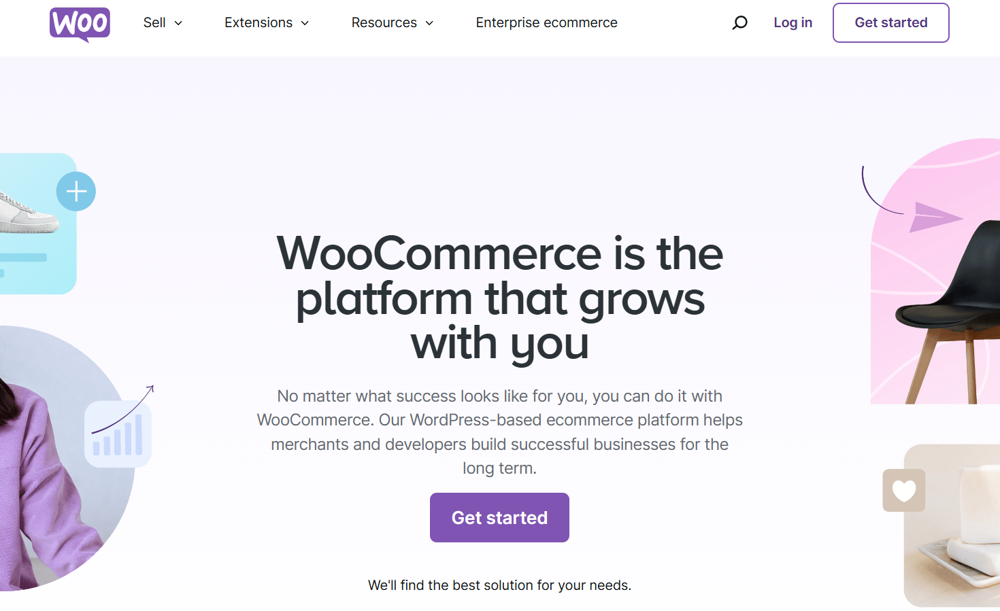 Woo
Sell
Extensions
Resources
Enterprise ecommerce
Log in
Get started
WooCommerce is the
platform that grows
with you
No matter what success looks like for you, you can do it with
WooCommerce. Our WordPress-based ecommerce platform helps
merchants and developers build successful businesses for the
long term.
Get started
We'll find the best solution for your needs.